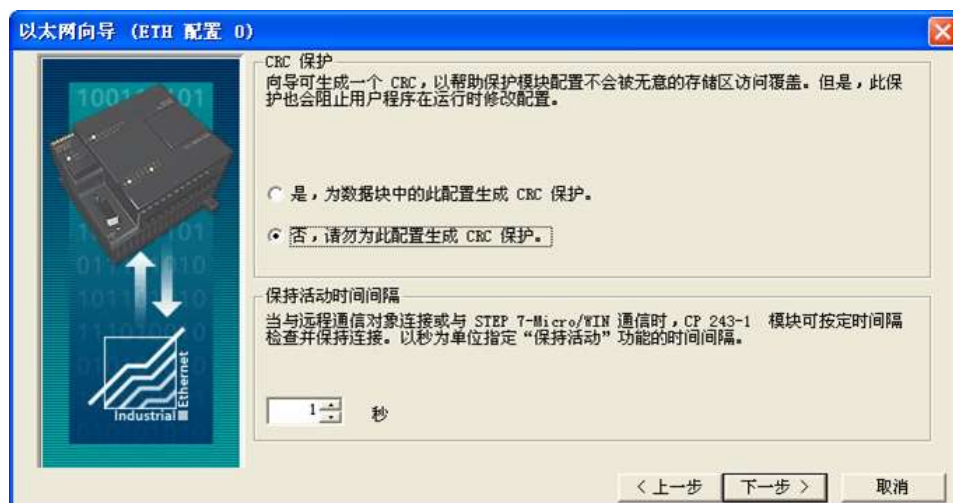 以太网向导 (ETH 配置 0)
CRC 保护
向导可生成一个 CRC，以帮助保护模块配置不会被无意的存储区访问覆盖。但是，此保
护也会阻止用户程序在运行时修改配置。
是，为数据块中的此配置生成 CRC 保护。
否，请勿为此配置生成 CRC 保护。
保持活动时间间隔
当与远程通信对象连接或与 STEP 7-Micro/WIN 通信时，CP 243-1 模块可按定时间隔
检查并保持连接。以秒为单位指定“保持活动”功能的时间间隔。
1 秒
Industrial
Ethernet
< 上一步 下一步 > 取消